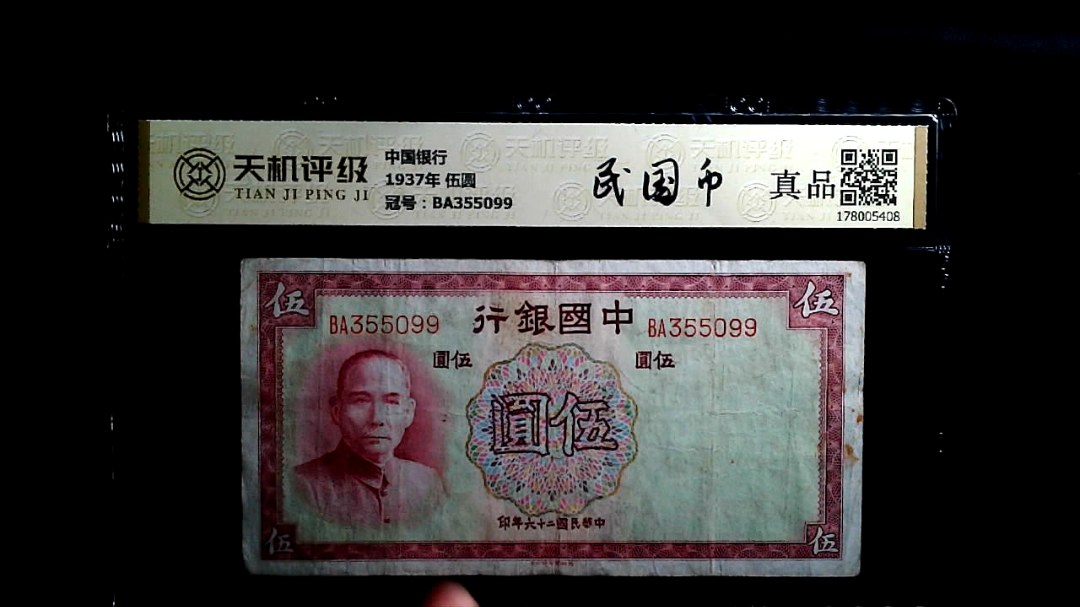 天机评级
TIAN JI PING JI
中国银行
1937年 伍圆
冠号：BA355099
民国币
真品
178005408
伍
伍
BA355099
行銀國中
BA355099
圓伍
伍圓
圓伍
印年六十二國民華中
伍
伍